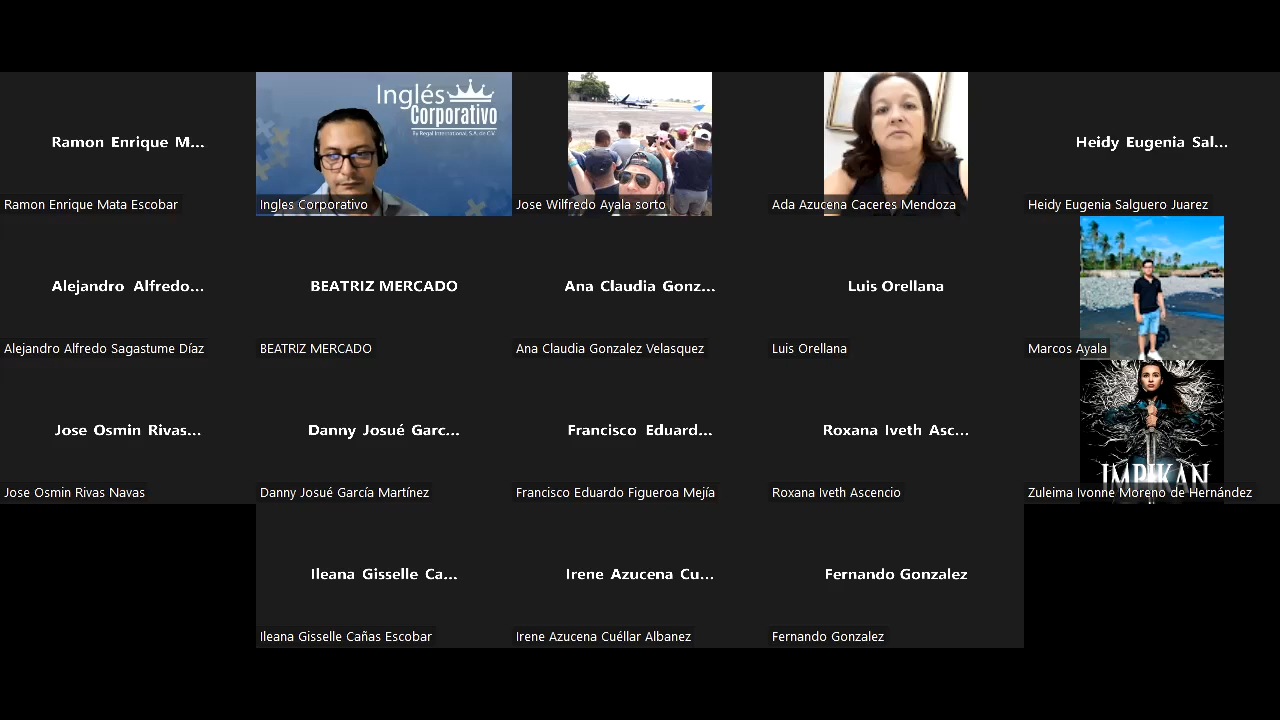 Ramon Enrique M...
Ramon Enrique Mata Escobar
Inglés
Corporativo
By Regal International, S.A. de C.V.
Ingles Corporativo
Jose Wilfredo Ayala sorto
Ada Azucena Caceres Mendoza
Heidy Eugenia Sal...
Heidy Eugenia Salguero Juarez
Alejandro Alfredo...
Alejandro Alfredo Sagastume Díaz
BEATRIZ MERCADO
BEATRIZ MERCADO
Ana Claudia Gonz...
Ana Claudia Gonzalez Velasquez
Luis Orellana
Luis Orellana
Marcos Ayala
Jose Osmin Rivas...
Jose Osmin Rivas Navas
Danny Josué Garc...
Danny Josué García Martínez
Francisco Eduard...
Francisco Eduardo Figueroa Mejía
Roxana Iveth Asc...
Roxana Iveth Ascencio
IMRIKAN
Zuleima Ivonne Moreno de Hernández
Ileana Gisselle Ca...
Ileana Gisselle Cañas Escobar
Irene Azucena Cu...
Irene Azucena Cuéllar Albanez
Fernando Gonzalez
Fernando Gonzalez